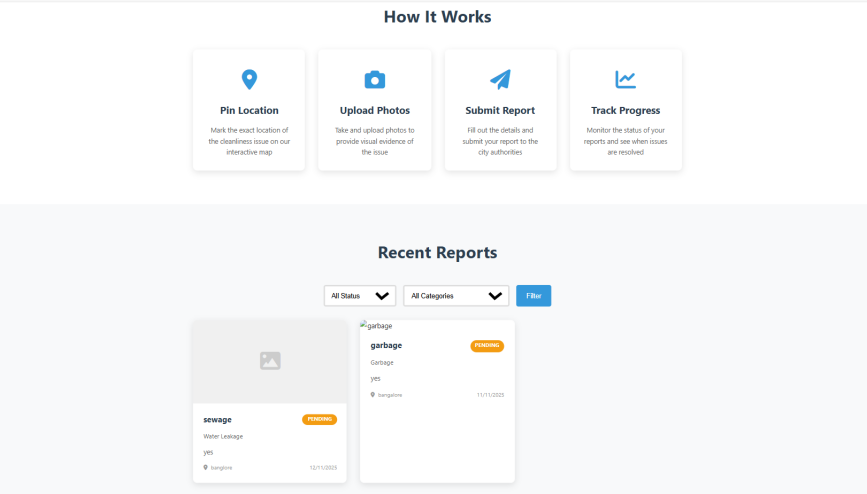 How It Works
Pin Location
Mark the exact location of
the cleanliness issue on our
interactive map
Upload Photos
Take and upload photos to
provide visual evidence of
the issue
Submit Report
Fill out the details and
submit your report to the
city authorities
Track Progress
Monitor the status of your
reports and see when issues
are resolved
Recent Reports
All Status
All Categories
Filter
sewage
PENDING
Water Leakage
yes
banglore
12/11/2025
garbage
garbage
PENDING
Garbage
yes
bangalore
11/11/2025